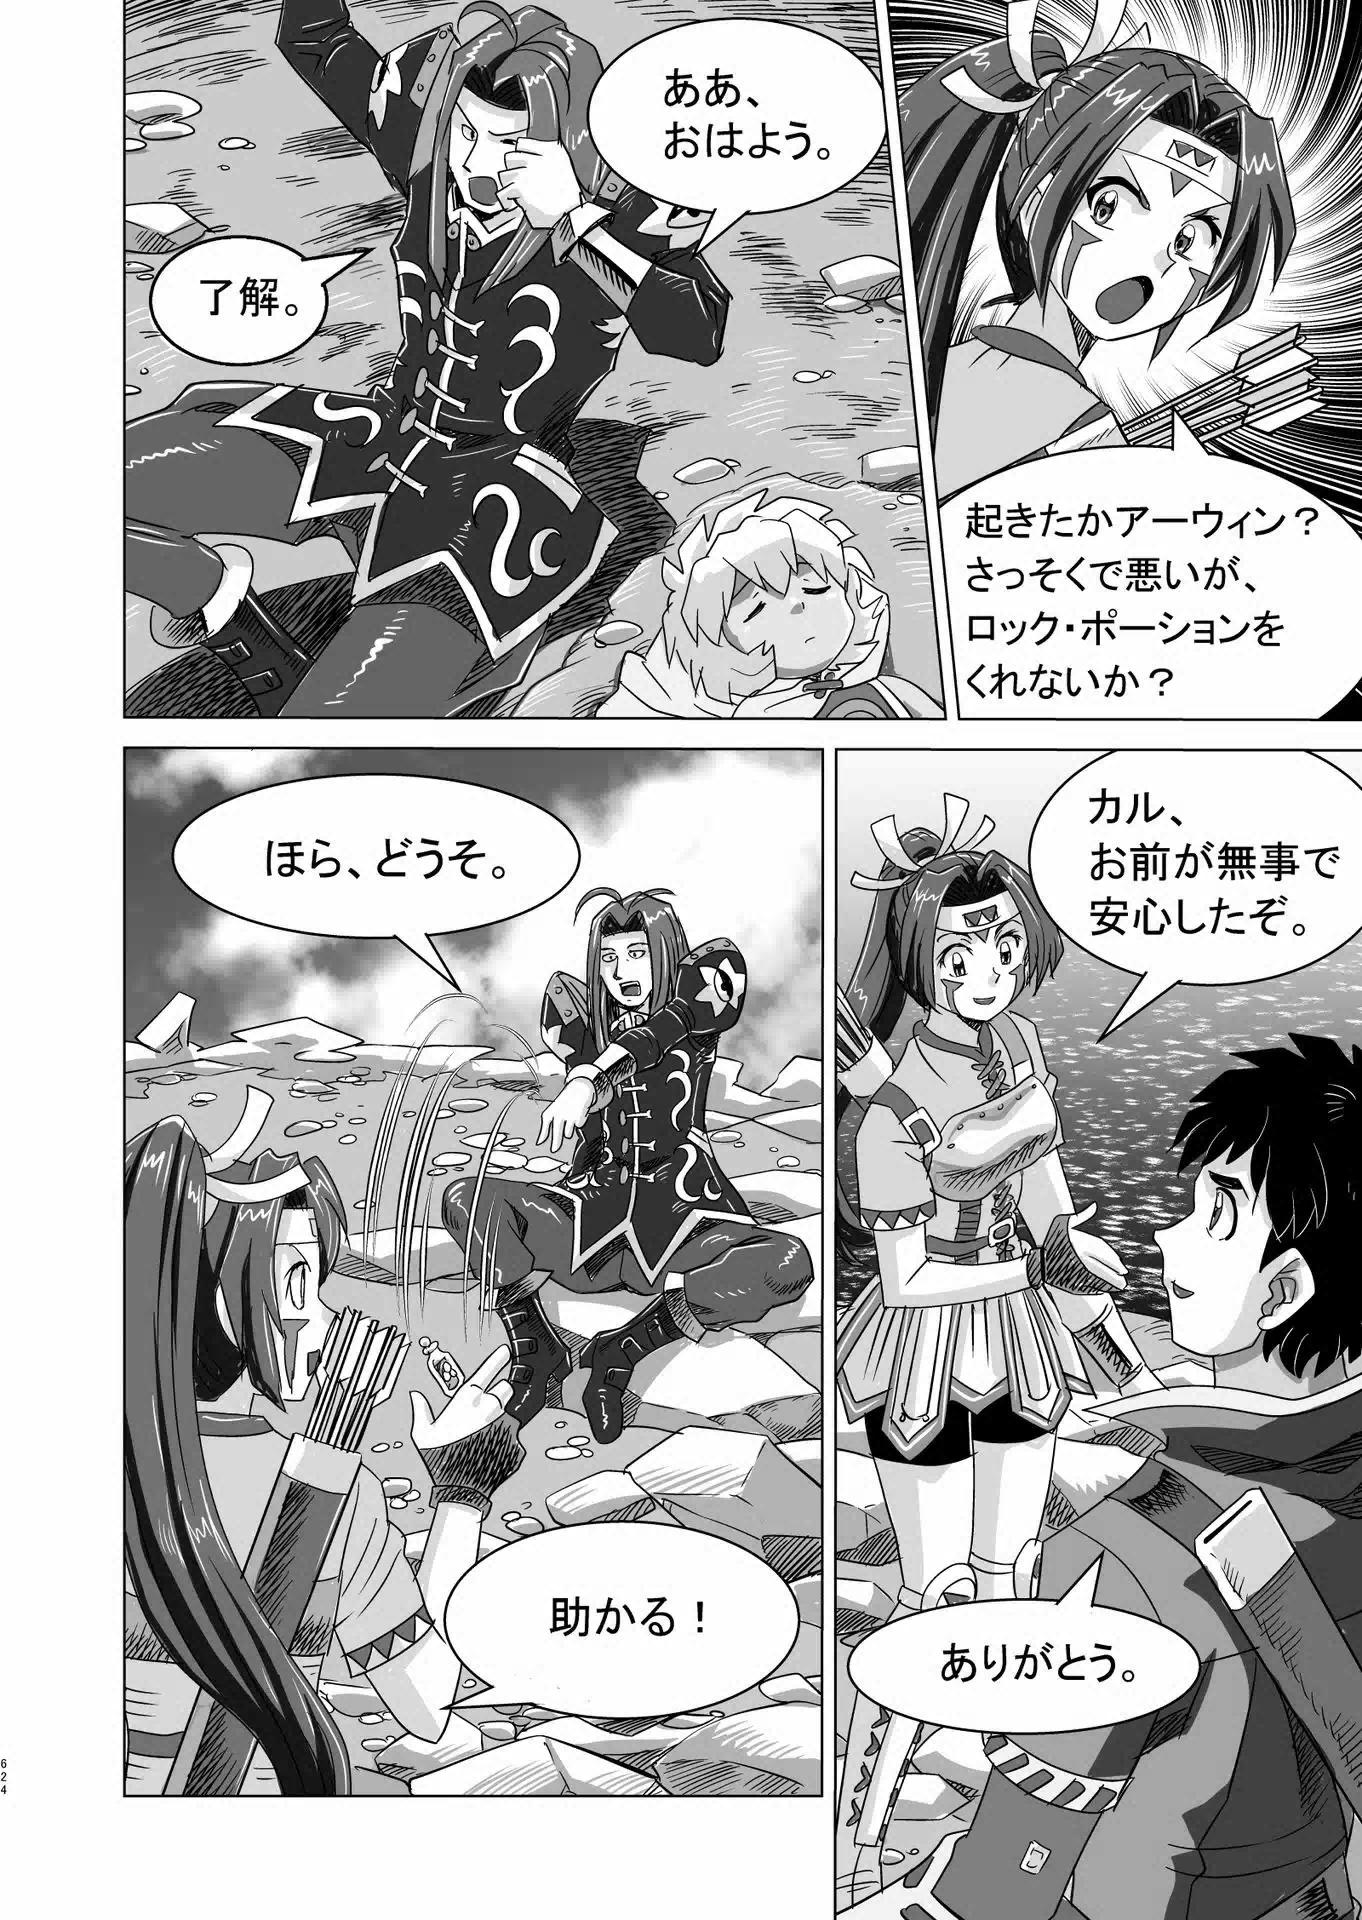 起きたかアーウィン？
さっそくで悪いが、
ロック・ポーションを
くれないか？
ああ、
おはよう。
了解。
カル、
お前が無事で
安心したぞ。
ありがとう。
ほら、どうぞ。
助かる！
624